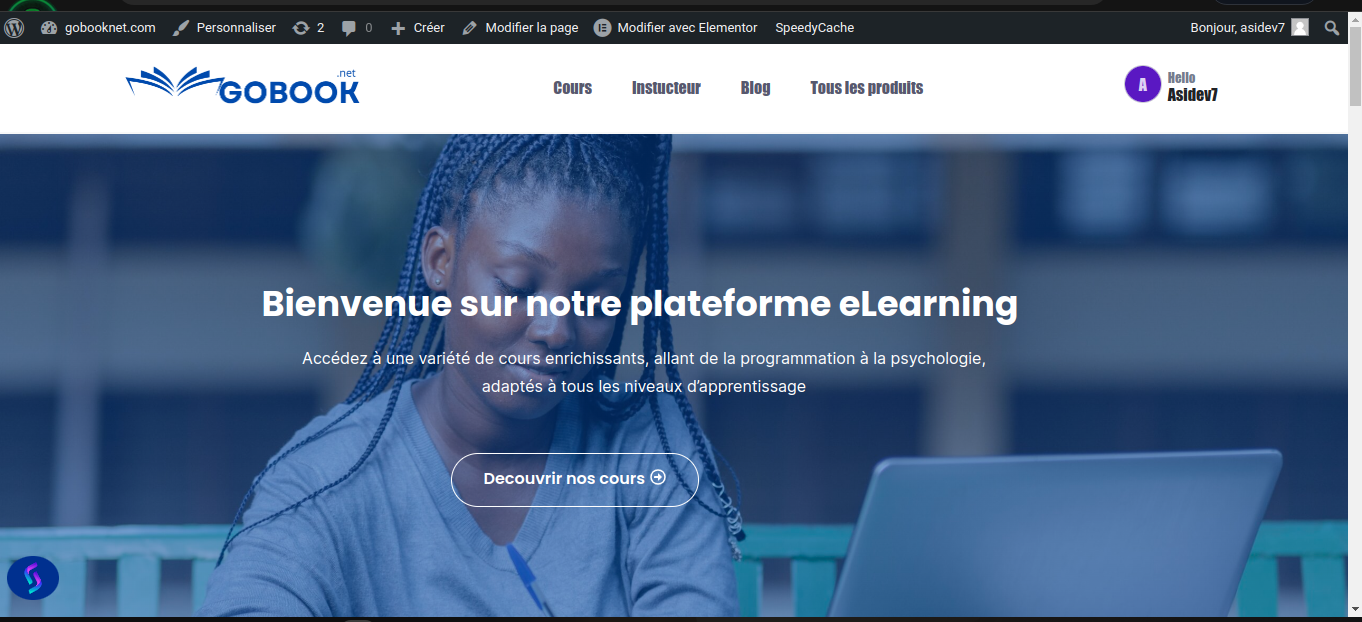 gobooknet.com Personnaliser 2 0 Créer Modifier la page Modifier avec Elementor SpeedyCache Bonjour, asidev7
.net
GOBOOK
Cours Instucteur Blog Tous les produits
A
Hello
Asidev7
Bienvenue sur notre plateforme eLearning
Accédez à une variété de cours enrichissants, allant de la programmation à la psychologie,
adaptés à tous les niveaux d'apprentissage
Decouvrir nos cours